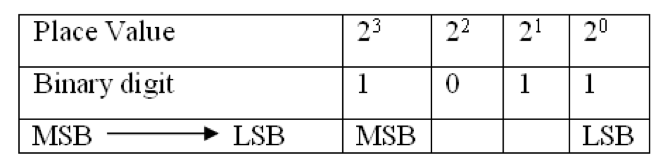 Place Value 2³ 2² 2¹ 2⁰
Binary digit 1 0 1 1
MSB ⟶ LSB MSB LSB